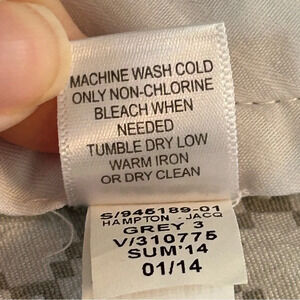 MACHINE WASH COLD
ONLY NON-CHLORINE
BLEACH WHEN
NEEDED
TUMBLE DRY LOW
WARM IRON
OR DRY CLEAN
S/945189-01
HAMPTON - JACQ
GREY 3
V/310775
SUM'14
01/14